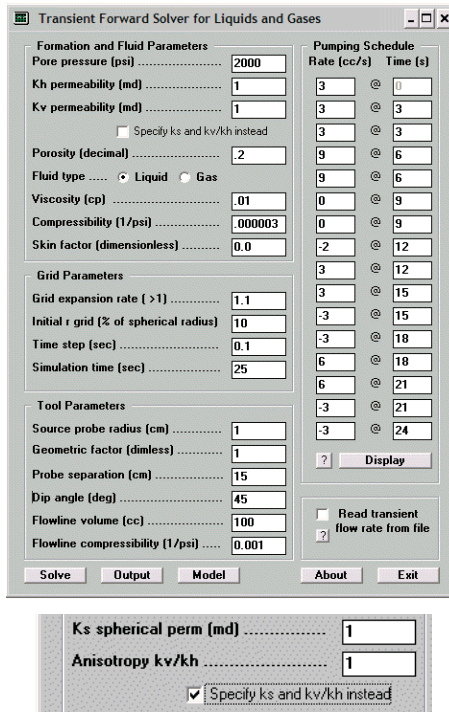 Transient Forward Solver for Liquids and Gases
Formation and Fluid Parameters
Pore pressure (psi) .................... 2000
Kh permeability (md) ................. 1
Kv permeability (md) ................. 1
Specify ks and kv/kh instead
Porosity (decimal) ..................... .2
Fluid type ..... Liquid Gas
Viscosity (cp) ............................ .01
Compressibility (1/psi) ............... .000003
Skin factor (dimensionless) ......... 0.0
Grid Parameters
Grid expansion rate ( >1) ............ 1.1
Initial r grid (% of spherical radius) 10
Time step (sec) ........................ 0.1
Simulation time (sec) ................. 25
Tool Parameters
Source probe radius (cm) ............ 1
Geometric factor (dimless) .......... 1
Probe separation (cm) ................ 15
Dip angle (deg) ......................... 45
Flowline volume (cc) .................. 100
Flowline compressibility (1/psi) ..... 0.001
Solve Output Model
Pumping Schedule
Rate (cc/s) Time (s)
3 @ 0
3 @ 3
3 @ 3
9 @ 6
9 @ 6
0 @ 9
0 @ 9
-2 @ 12
3 @ 12
3 @ 15
-3 @ 15
-3 @ 18
6 @ 18
6 @ 21
-3 @ 21
-3 @ 24
? Display
Read transient
flow rate from file
?
About Exit
Ks spherical perm (md) ................ 1
Anisotropy kv/kh ........................ 1
Specify ks and kv/kh instead